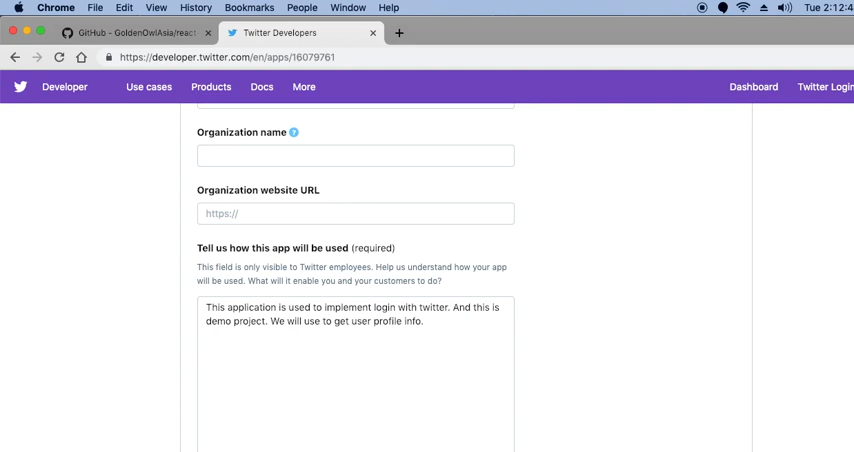 Chrome File Edit View History Bookmarks People Window Help Tue 2:12:4
GitHub - GoldenOwlAsia/react
Twitter Developers
https://developer.twitter.com/en/apps/16079761
Developer Use cases Products Docs More Dashboard Twitter Login
Organization name ?
Organization website URL
https://
Tell us how this app will be used (required)
This field is only visible to Twitter employees. Help us understand how your app
will be used. What will it enable you and your customers to do?
This application is used to implement login with twitter. And this is
demo project. We will use to get user profile info.